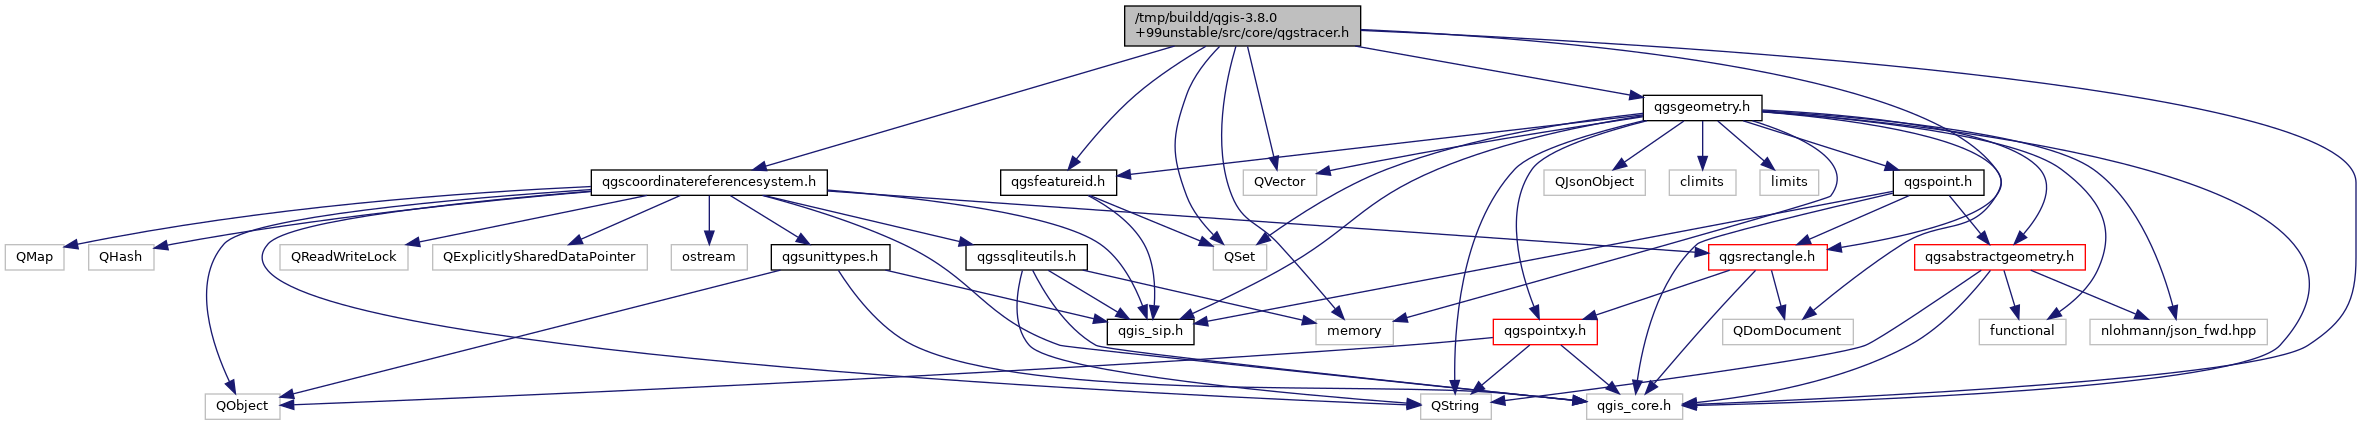 /tmp/buildd/qgis-3.8.0
+99unstable/src/core/qgstracer.h
qgsgeometry.h
qgscoordinatereferencesystem.h
qgsfeatureid.h
QVector
QJsonObject
climits
limits
qgspoint.h
QMap
QHash
QReadWriteLock
QExplicitlySharedDataPointer
ostream
qgsunittypes.h
qgssqliteutils.h
QSet
qgsrectangle.h
qgsabstractgeometry.h
qgis_sip.h
memory
qgspointxy.h
QDomDocument
functional
nlohmann/json_fwd.hpp
QObject
QString
qgis_core.h